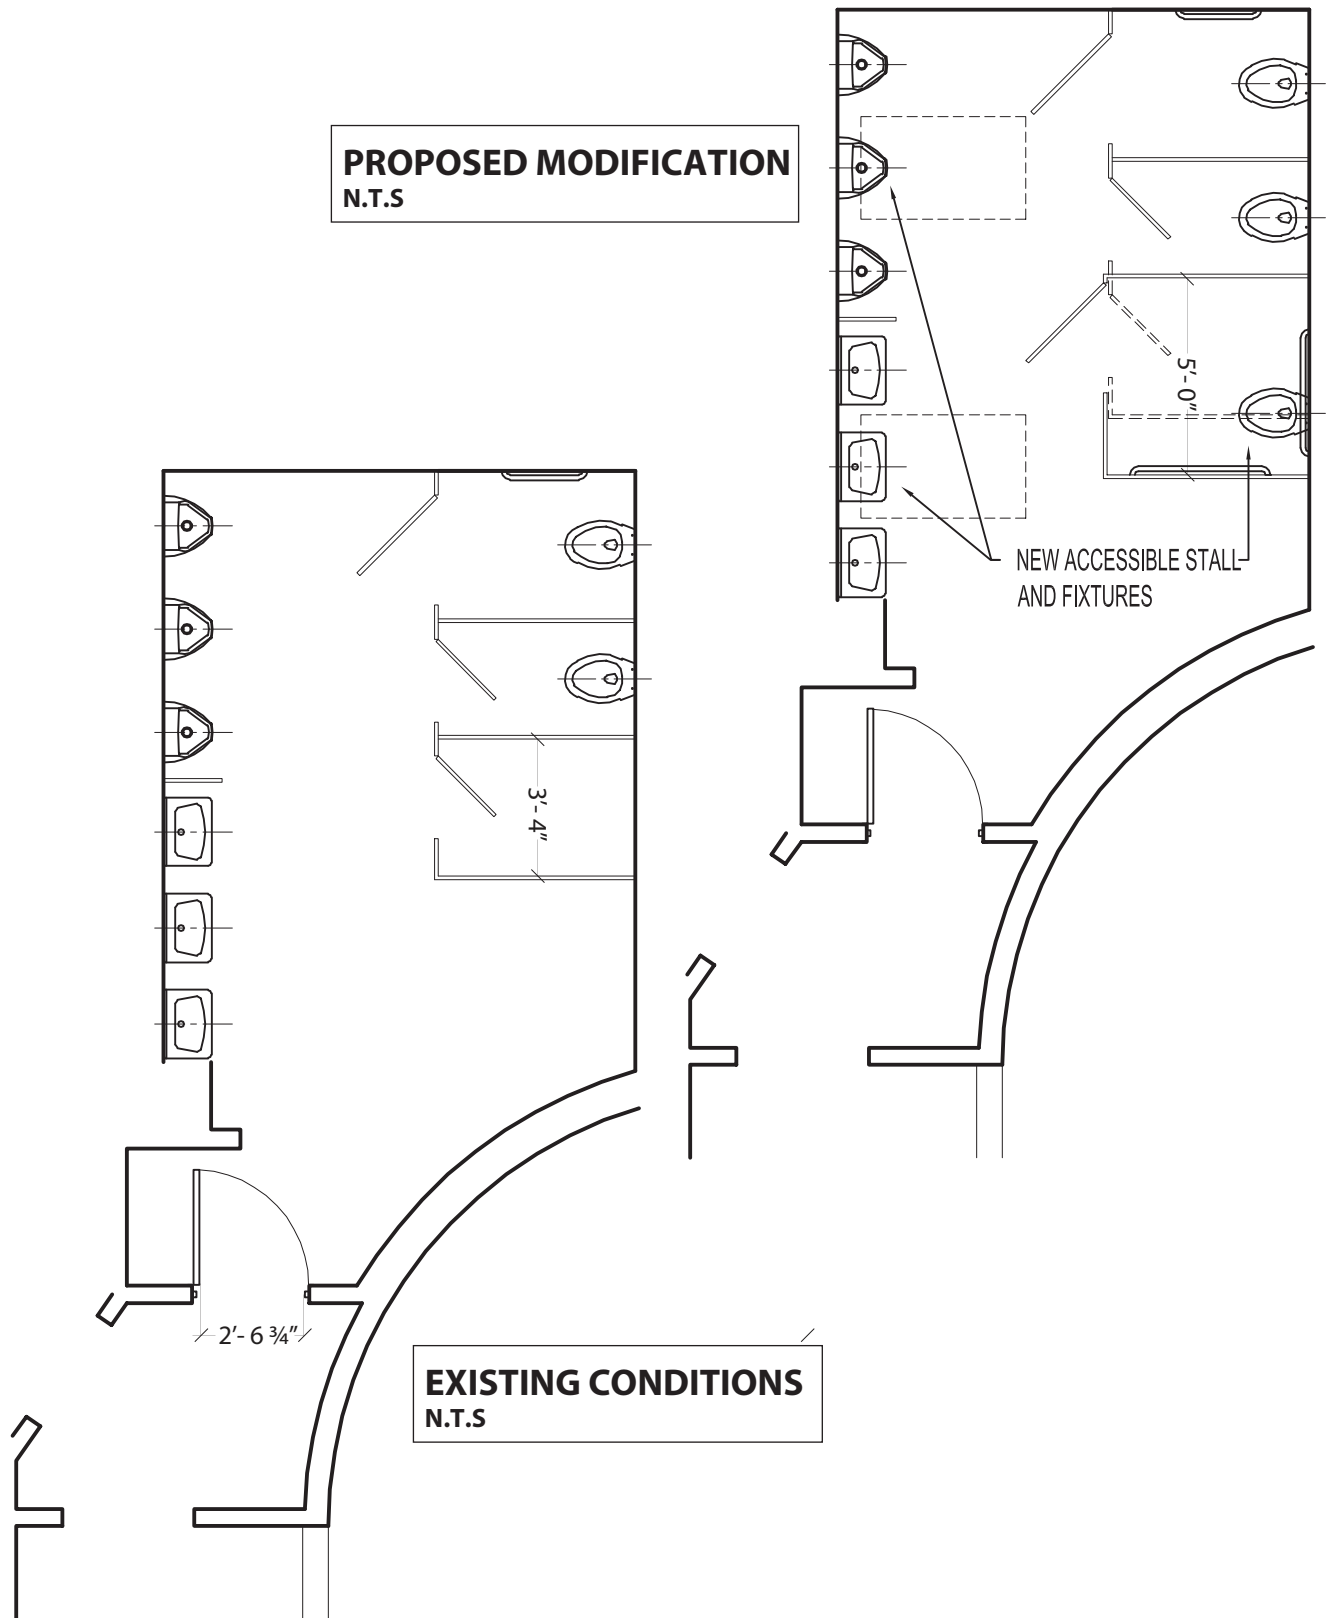 PROPOSED MODIFICATION
N.T.S
5'- 0"
NEW ACCESSIBLE STALL
AND FIXTURES
3'- 4"
2'- 6 ¾"
EXISTING CONDITIONS
N.T.S